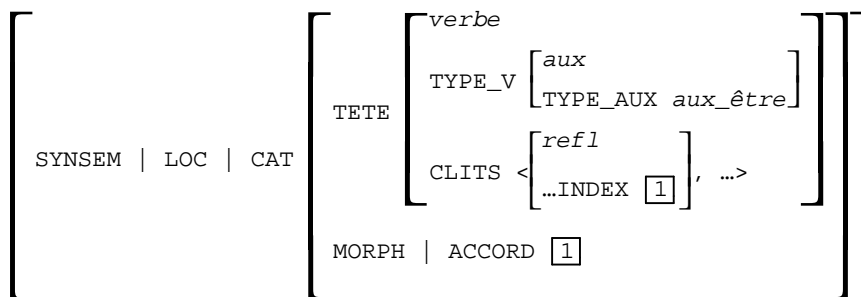 verbe
aux
TYPE_V
TYPE_AUX aux_être
TETE
refl
SYNSEM | LOC | CAT
CLITS < , …>
…INDEX 1
MORPH | ACCORD 1